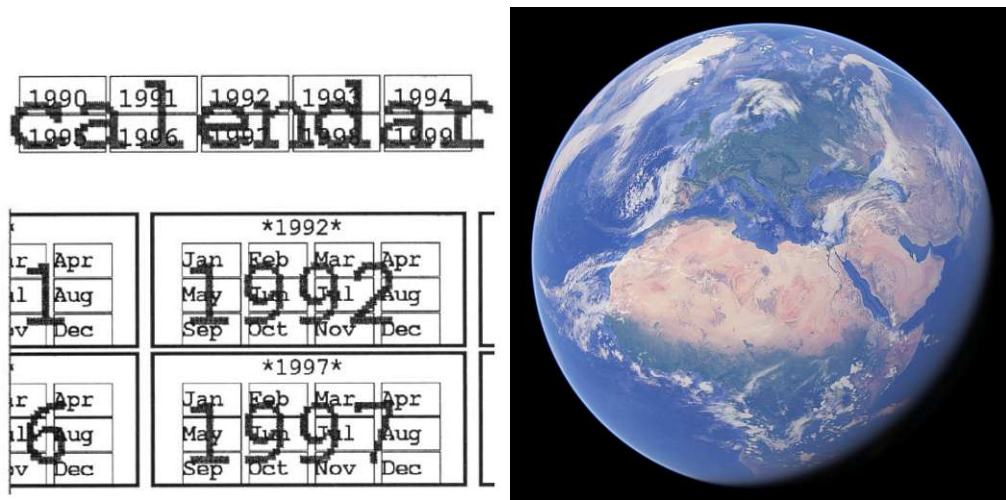 1990 1991 1992 1993 1994
calendar
1995 1996 1997 1998 1999
* *1992*
r Apr Jan Feb Mar Apr
1 1992
ul Aug May Jun Jul Aug
v Dec Sep Oct Nov Dec
* *1997*
r Apr Jan Feb Mar Apr
6 1997
ul Aug May Jun Jul Aug
v Dec Sep Oct Nov Dec